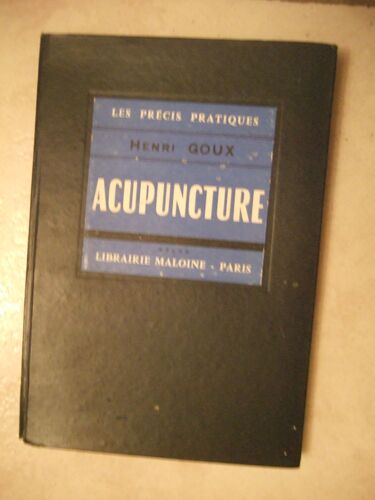 LES PRÉCIS PRATIQUES
HENRI GOUX
ACUPUNCTURE
LIBRAIRIE MALOINE - PARIS